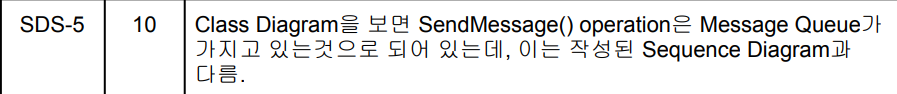 SDS-5 10 Class Diagram을 보면 SendMessage() operation은 Message Queue가
가지고 있는것으로 되어 있는데, 이는 작성된 Sequence Diagram과
다름.